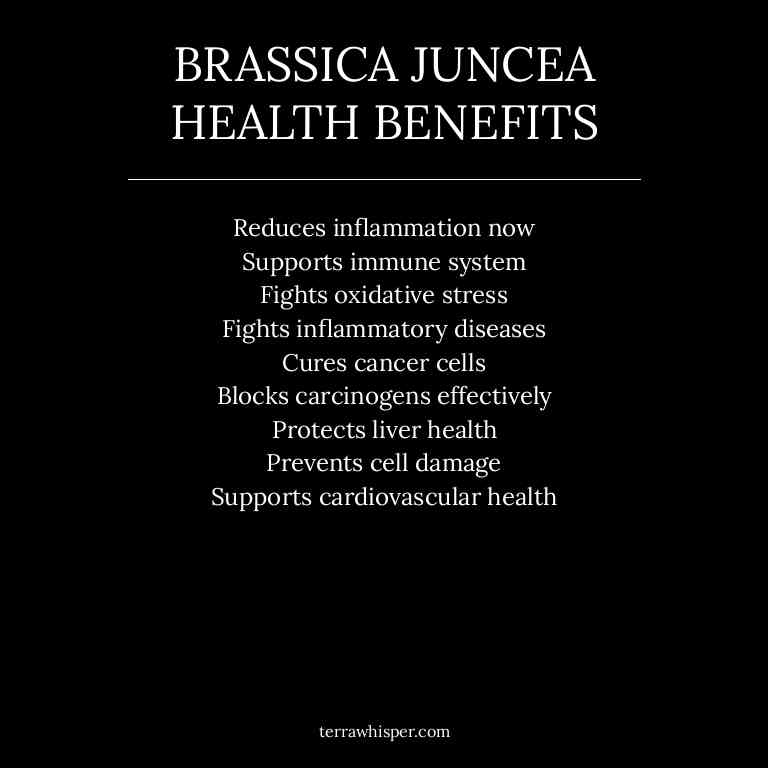 BRASSICA JUNCEA
HEALTH BENEFITS
Reduces inflammation now
Supports immune system
Fights oxidative stress
Fights inflammatory diseases
Cures cancer cells
Blocks carcinogens effectively
Protects liver health
Prevents cell damage
Supports cardiovascular health
terrawhisper.com